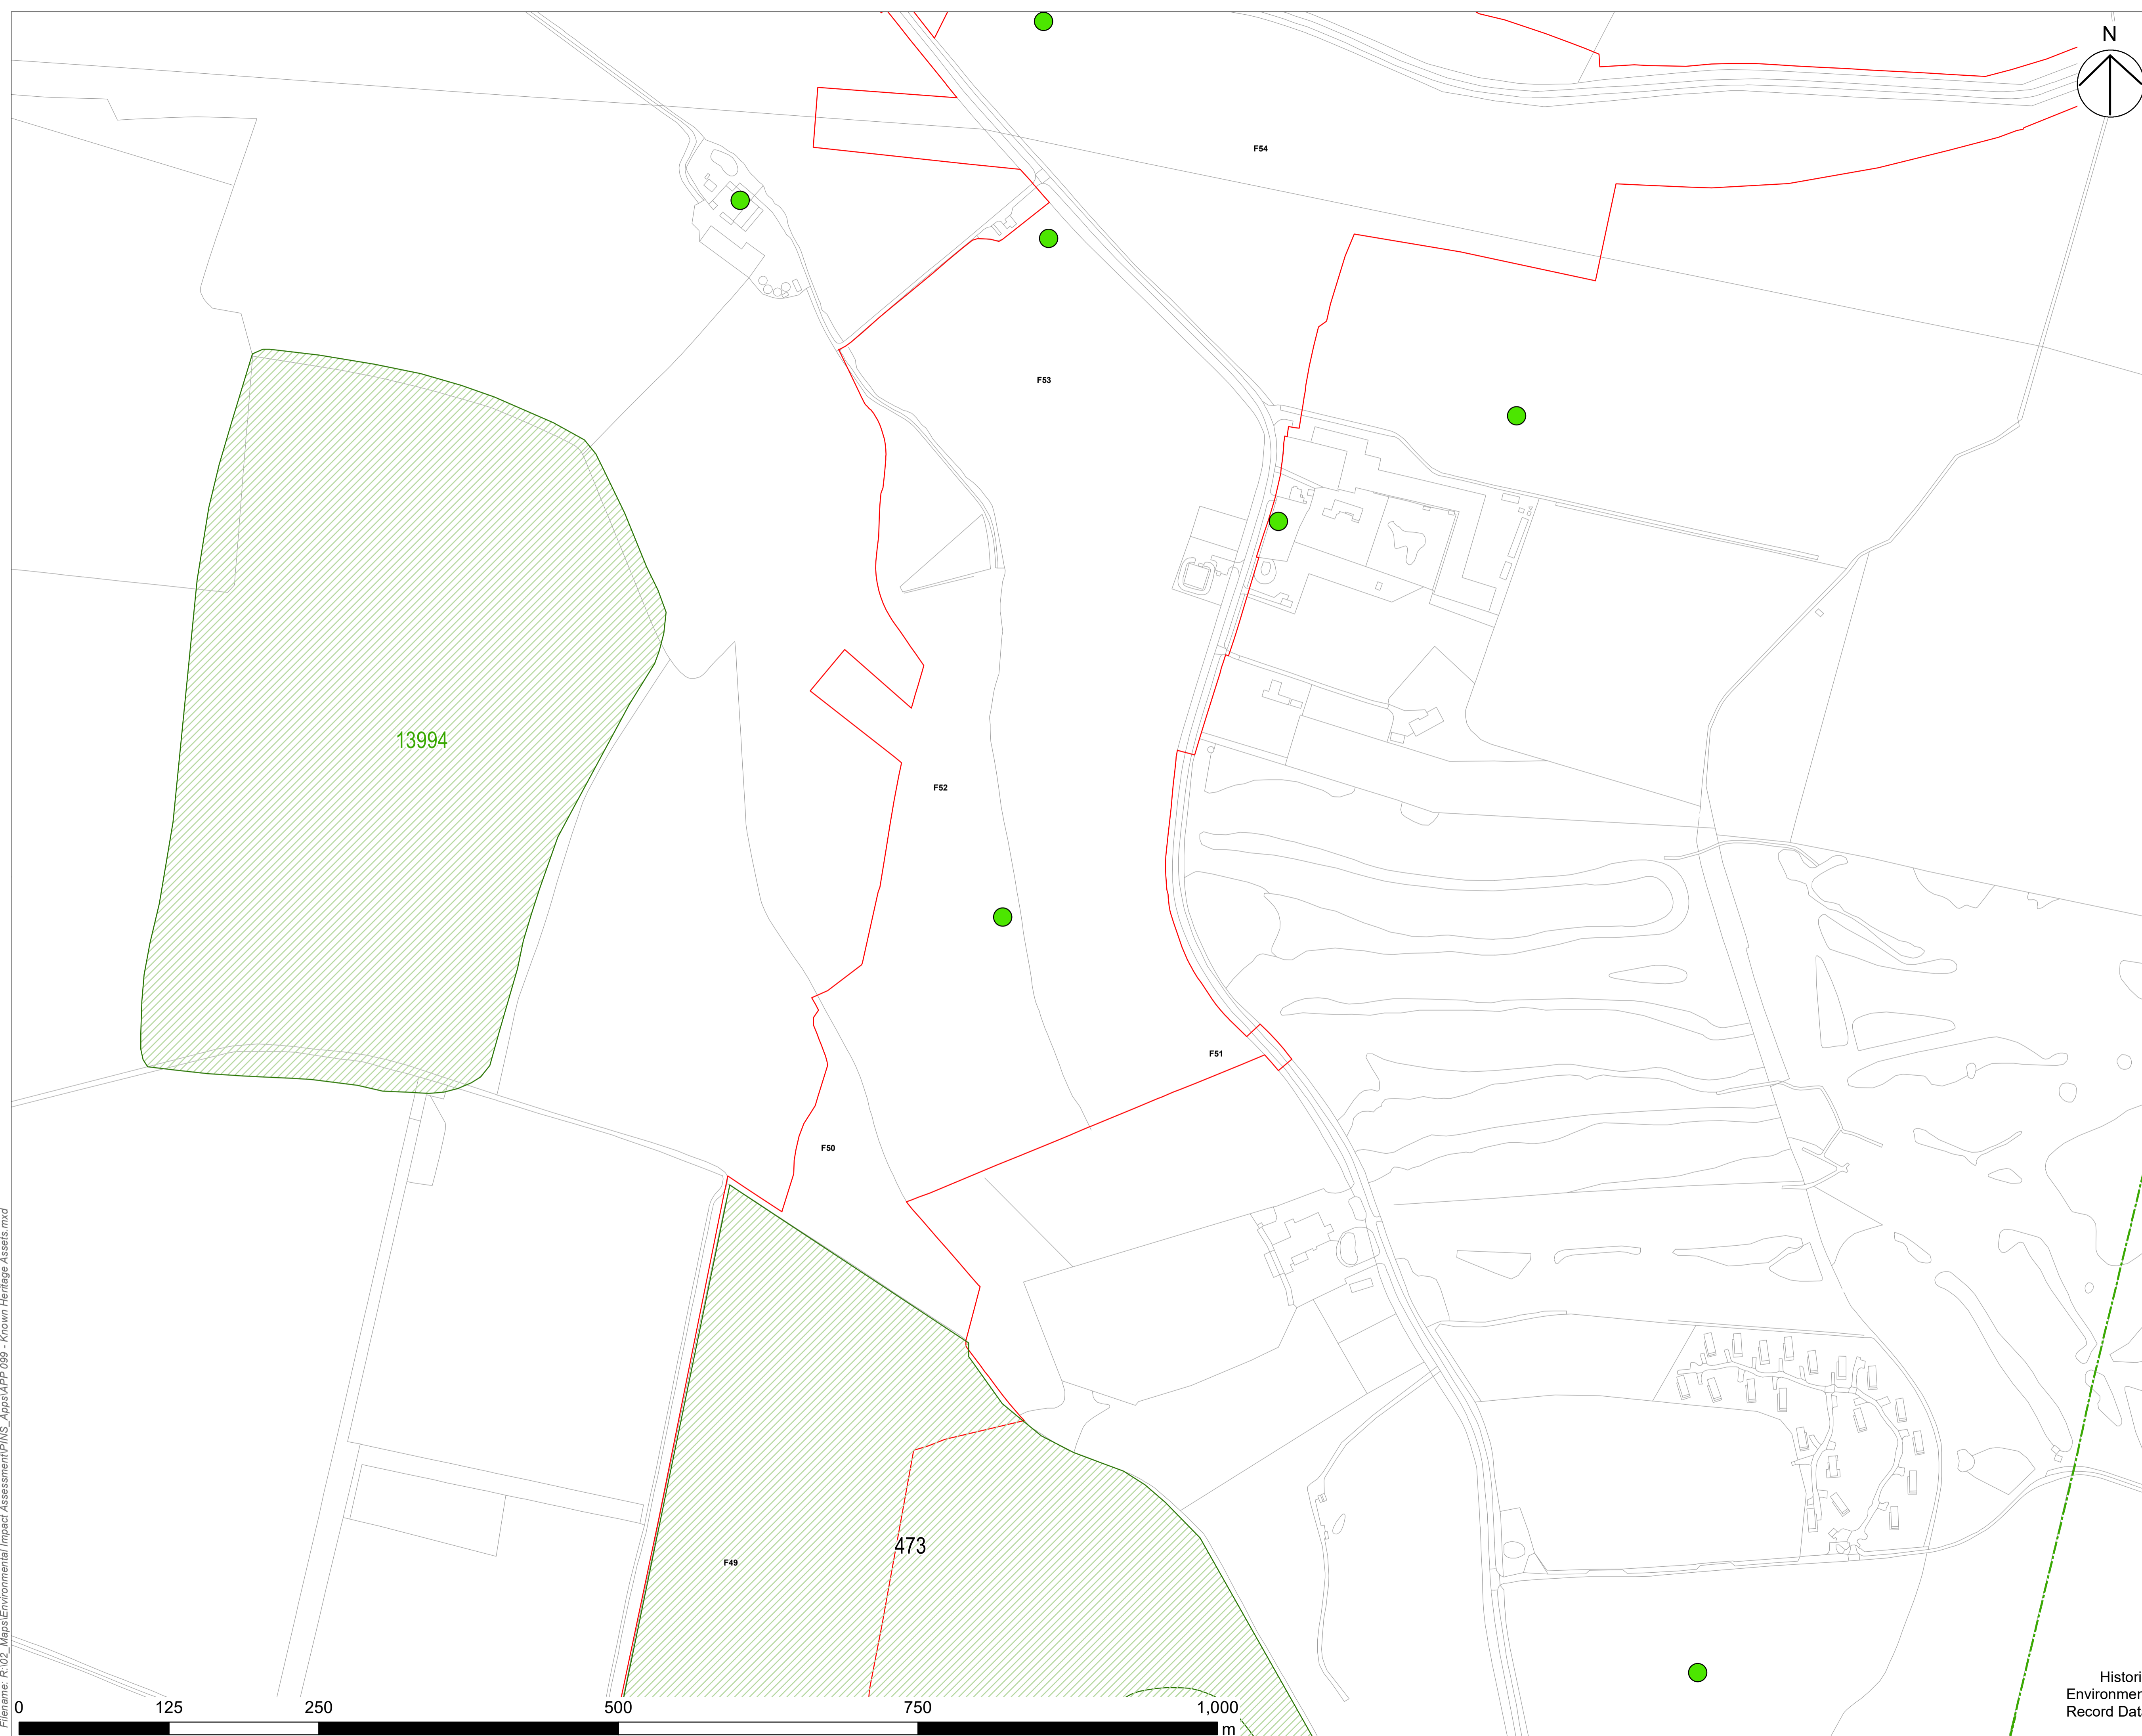 N
F54
F53
13994
F52
F51
F50
473
F49
0 125 250 500 750 1,000
m
Filename: R:\02_Maps\Environmental Impact Assessment\PINS_Apps\APP 099 - Known Heritage Assets.mxd
Histori
Environmen
Record Dat